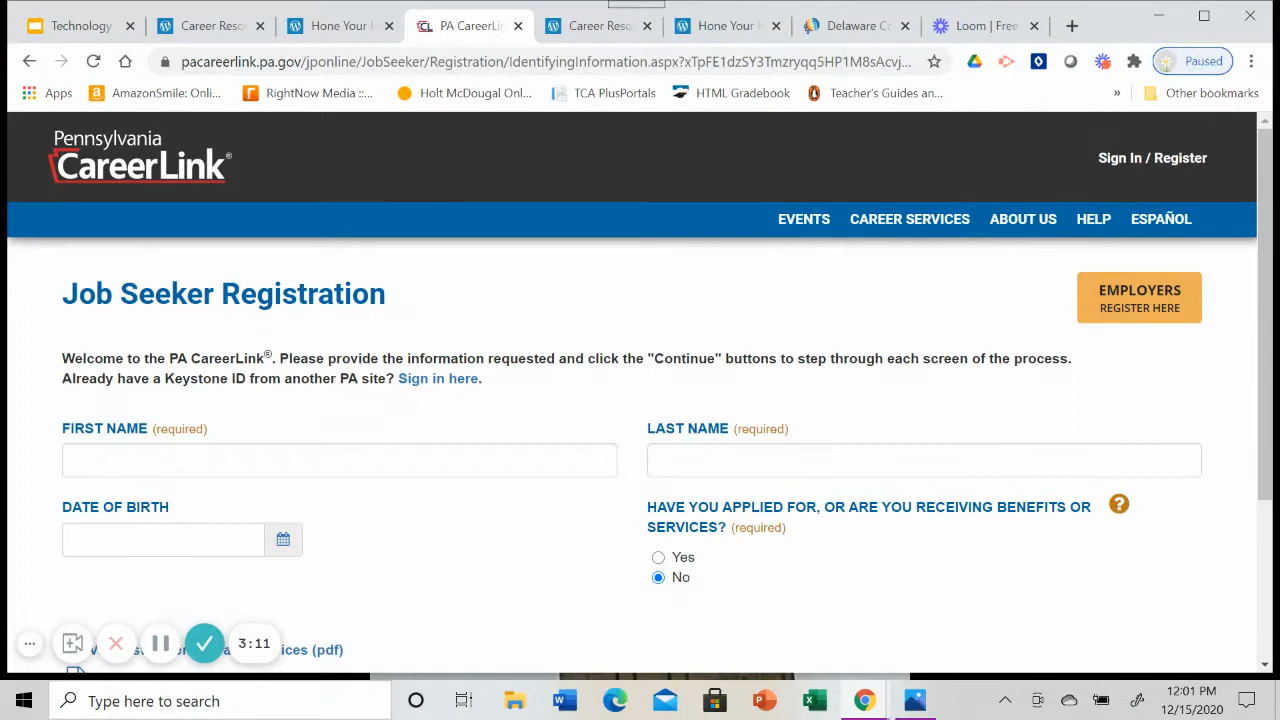 Technology
Career Reso
Hone Your I
PA CareerLin
Career Reso
Hone Your I
Delaware Co
Loom | Free
pacareerlink.pa.gov/jponline/JobSeeker/Registration/IdentifyingInformation.aspx?xTpFE1dzSY3Tmzryqq5HP1M8sAcvj...
Paused
Apps
AmazonSmile: Onli...
RightNow Media ::...
Holt McDougal Onl...
TCA PlusPortals
HTML Gradebook
Teacher's Guides an...
»
Other bookmarks
Pennsylvania
CareerLink®
Sign In / Register
EVENTS CAREER SERVICES ABOUT US HELP ESPAÑOL
Job Seeker Registration
EMPLOYERS
REGISTER HERE
Welcome to the PA CareerLink®. Please provide the information requested and click the "Continue" buttons to step through each screen of the process.
Already have a Keystone ID from another PA site? Sign in here.
FIRST NAME (required)
LAST NAME (required)
DATE OF BIRTH
HAVE YOU APPLIED FOR, OR ARE YOU RECEIVING BENEFITS OR
SERVICES? (required)
?
Yes
No
3:11
ices (pdf)
Type here to search
12:01 PM
12/15/2020